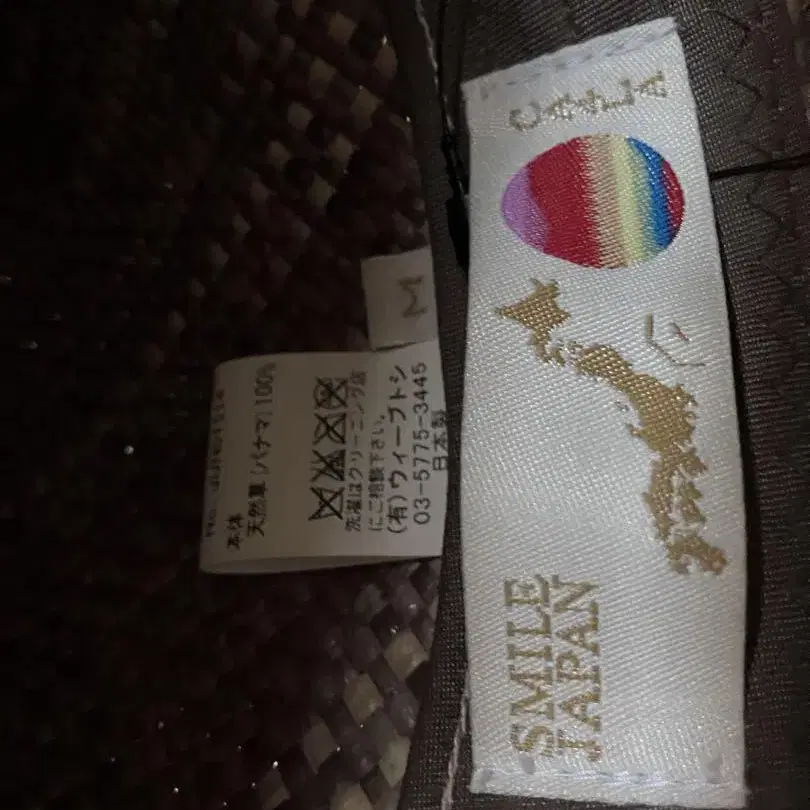 CA4LA
SMILE
JAPAN
M
本体
天然草(パナマ)100%
洗濯はクリーニング店
にご相談下さい。
(有)ウィーブトシ
03-5775-3445
日本製